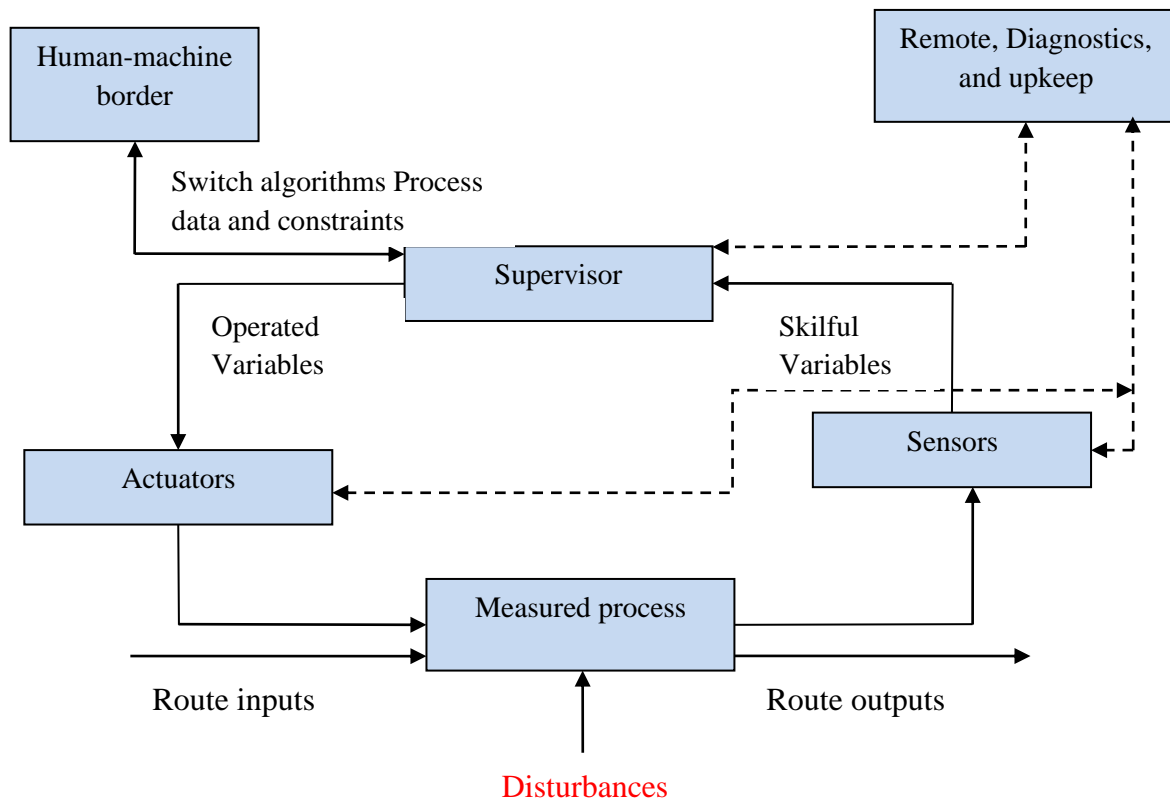 Human-machine
border
Remote, Diagnostics,
and upkeep
Switch algorithms Process
data and constraints
Supervisor
Operated
Variables
Skilful
Variables
Actuators
Sensors
Measured process
Route inputs
Route outputs
Disturbances